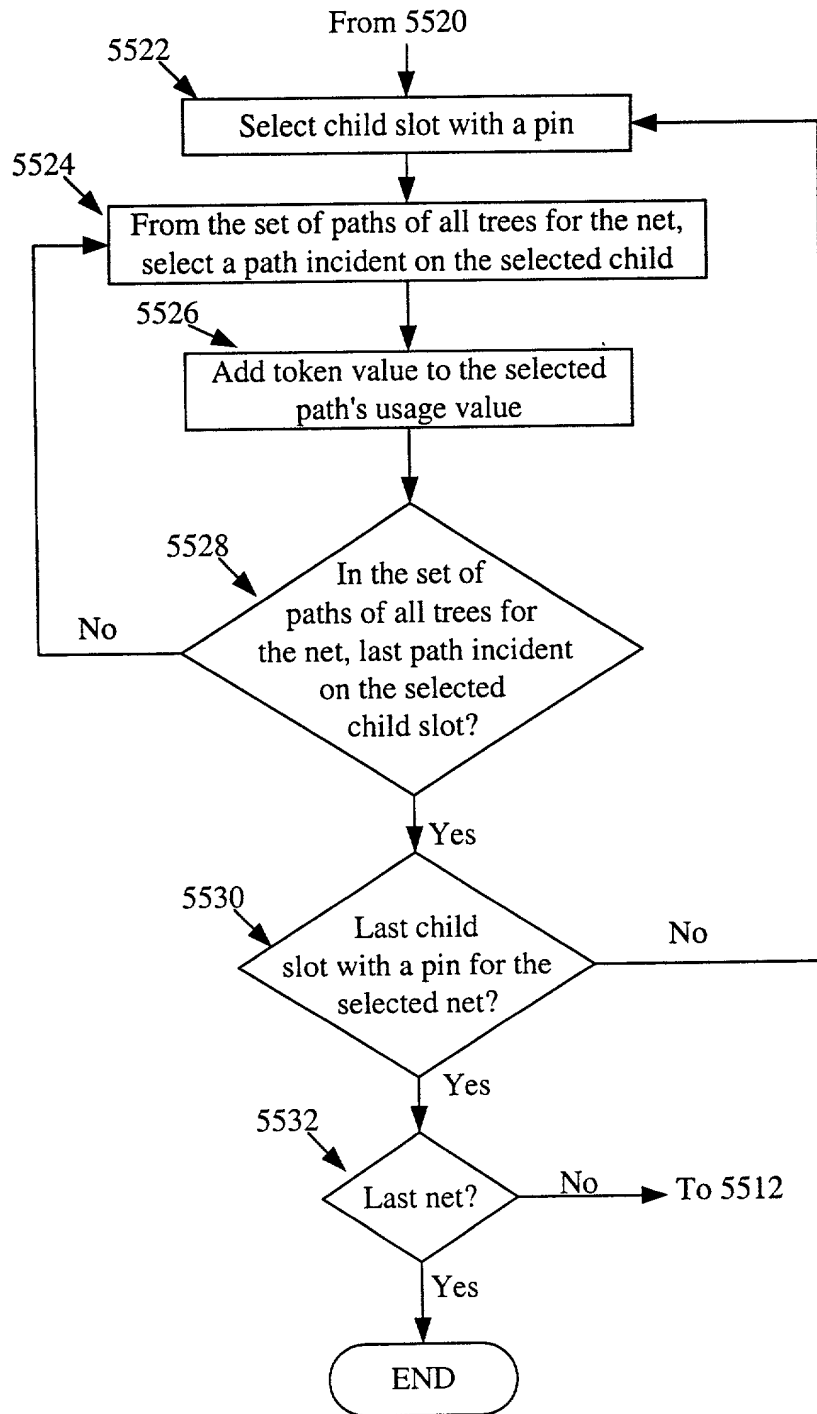 From 5520
5522
Select child slot with a pin
5524
From the set of paths of all trees for the net,
select a path incident on the selected child
5526
Add token value to the selected
path's usage value
5528
In the set of
paths of all trees for
the net, last path incident
on the selected
child slot?
No
Yes
5530
Last child
slot with a pin for the
selected net?
No
Yes
5532
Last net?
No
To 5512
Yes
END